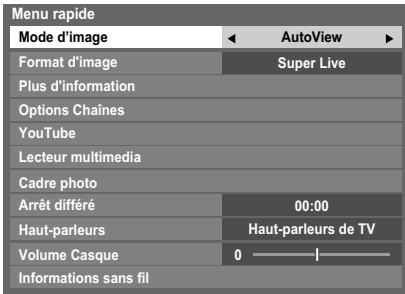 Menu rapide
Mode d'image AutoView
Format d'image Super Live
Plus d'information
Options Chaînes
YouTube
Lecteur multimedia
Cadre photo
Arrêt différé 00:00
Haut-parleurs Haut-parleurs de TV
Volume Casque 0
Informations sans fil